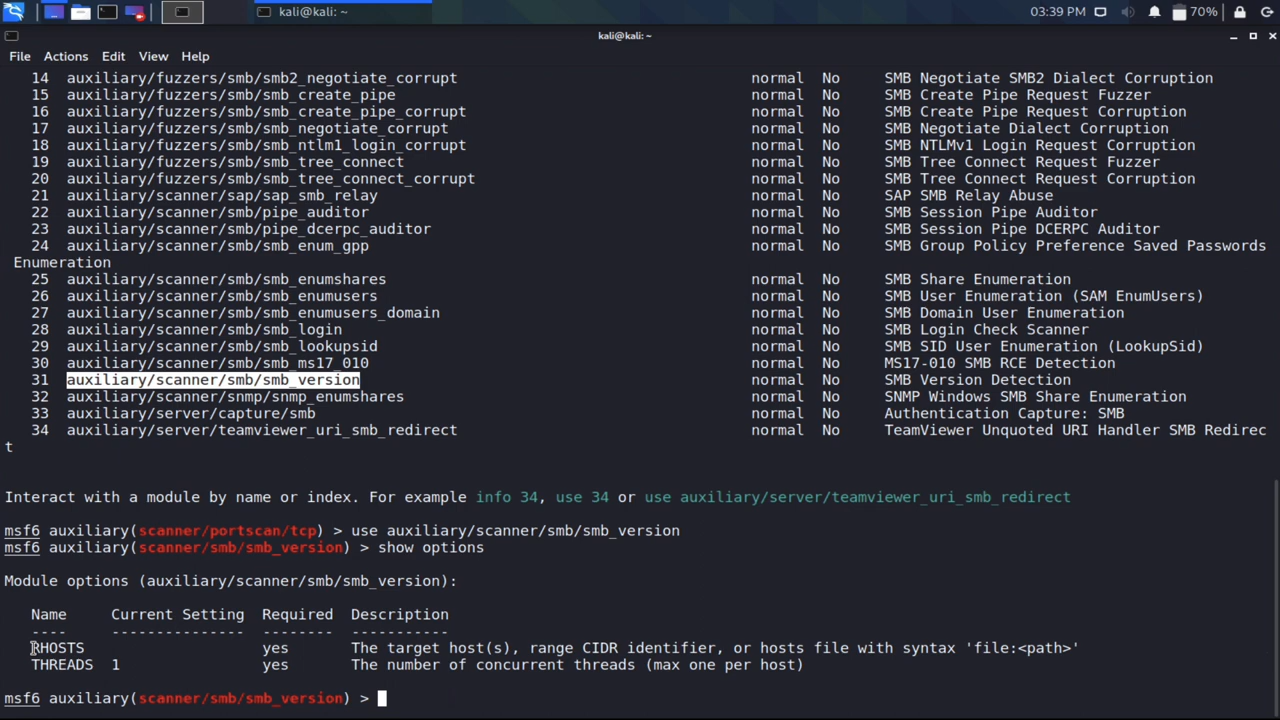 kali@kali: ~
03:39 PM
70%
kali@kali: ~
File Actions Edit View Help
14 auxiliary/fuzzers/smb/smb2_negotiate_corrupt normal No SMB Negotiate SMB2 Dialect Corruption
15 auxiliary/fuzzers/smb/smb_create_pipe normal No SMB Create Pipe Request Fuzzer
16 auxiliary/fuzzers/smb/smb_create_pipe_corrupt normal No SMB Create Pipe Request Corruption
17 auxiliary/fuzzers/smb/smb_negotiate_corrupt normal No SMB Negotiate Dialect Corruption
18 auxiliary/fuzzers/smb/smb_ntlm1_login_corrupt normal No SMB NTLMv1 Login Request Corruption
19 auxiliary/fuzzers/smb/smb_tree_connect normal No SMB Tree Connect Request Fuzzer
20 auxiliary/fuzzers/smb/smb_tree_connect_corrupt normal No SMB Tree Connect Request Corruption
21 auxiliary/scanner/sap/sap_smb_relay normal No SAP SMB Relay Abuse
22 auxiliary/scanner/smb/pipe_auditor normal No SMB Session Pipe Auditor
23 auxiliary/scanner/smb/pipe_dcerpc_auditor normal No SMB Session Pipe DCERPC Auditor
24 auxiliary/scanner/smb/smb_enum_gpp normal No SMB Group Policy Preference Saved Passwords
Enumeration
25 auxiliary/scanner/smb/smb_enumshares normal No SMB Share Enumeration
26 auxiliary/scanner/smb/smb_enumusers normal No SMB User Enumeration (SAM EnumUsers)
27 auxiliary/scanner/smb/smb_enumusers_domain normal No SMB Domain User Enumeration
28 auxiliary/scanner/smb/smb_login normal No SMB Login Check Scanner
29 auxiliary/scanner/smb/smb_lookupsid normal No SMB SID User Enumeration (LookupSid)
30 auxiliary/scanner/smb/smb_ms17_010 normal No MS17-010 SMB RCE Detection
31 auxiliary/scanner/smb/smb_version normal No SMB Version Detection
32 auxiliary/scanner/snmp/snmp_enumshares normal No SNMP Windows SMB Share Enumeration
33 auxiliary/server/capture/smb normal No Authentication Capture: SMB
34 auxiliary/server/teamviewer_uri_smb_redirect normal No TeamViewer Unquoted URI Handler SMB Redirec
t
Interact with a module by name or index. For example info 34, use 34 or use auxiliary/server/teamviewer_uri_smb_redirect
msf6 auxiliary(scanner/portscan/tcp) > use auxiliary/scanner/smb/smb_version
msf6 auxiliary(scanner/smb/smb_version) > show options
Module options (auxiliary/scanner/smb/smb_version):
Name Current Setting Required Description
---- --------------- -------- -----------
RHOSTS yes The target host(s), range CIDR identifier, or hosts file with syntax 'file:<path>'
THREADS 1 yes The number of concurrent threads (max one per host)
msf6 auxiliary(scanner/smb/smb_version) >